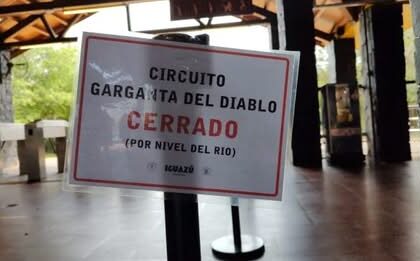 CIRCUITO
GARGANTA DEL DIABLO
CERRADO
(POR NIVEL DEL RIO)
IGUAZÚ